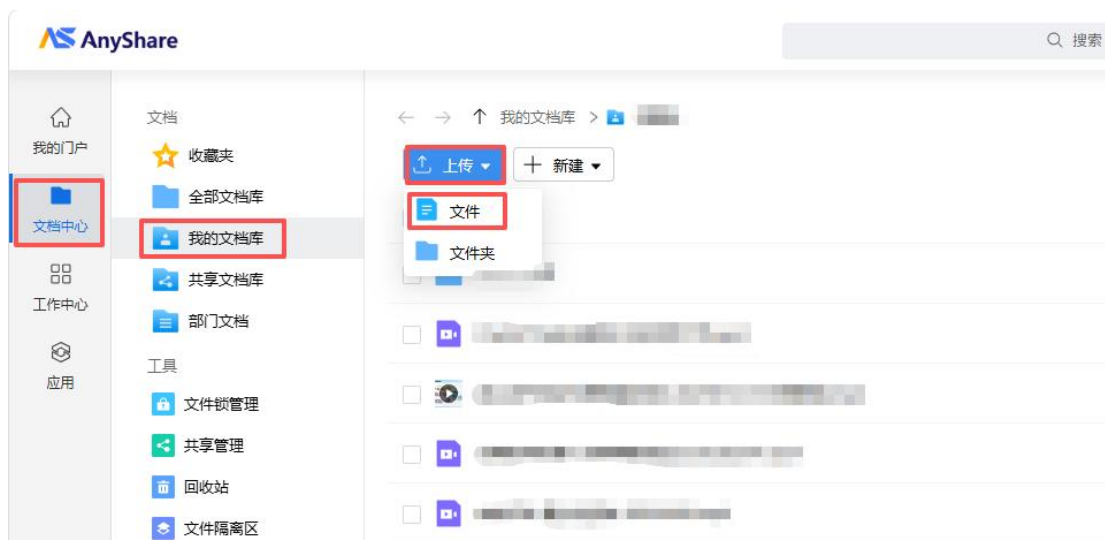 AnyShare
搜索
我的门户
文档中心
工作中心
应用
文档
收藏夹
全部文档库
我的文档库
共享文档库
部门文档
工具
文件锁管理
共享管理
回收站
文件隔离区
我的文档库 >
上传
新建
文件
文件夹